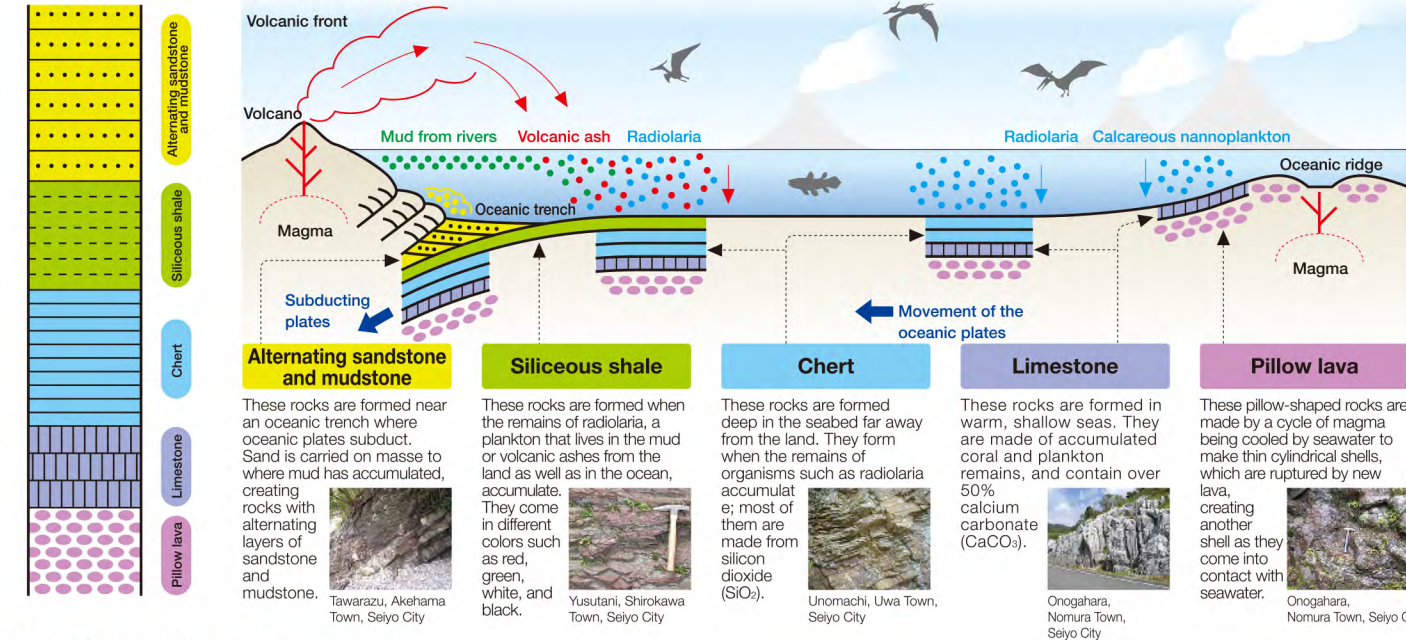 Alternating sandstone
and mudstone
Siliceous shale
Chert
Limestone
Pillow lava
Volcanic front
Volcano
Mud from rivers
Volcanic ash
Radiolaria
Radiolaria
Calcareous nannoplankton
Oceanic ridge
Oceanic trench
Magma
Magma
Subducting
plates
Movement of the
oceanic plates
Alternating sandstone
and mudstone
These rocks are formed near
an oceanic trench where
oceanic plates subduct.
Sand is carried on masse to
where mud has accumulated,
creating
rocks with
alternating
layers of
sandstone
and
mudstone.
Tawarazu, Akehama
Town, Seiyo City
Siliceous shale
These rocks are formed when
the remains of radiolaria, a
plankton that lives in the mud
or volcanic ashes from the
land as well as in the ocean,
accumulate.
They come
in different
colors such
as red,
green,
white, and
black.
Yusutani, Shirokawa
Town, Seiyo City
Chert
These rocks are formed
deep in the seabed far away
from the land. They form
when the remains of
organisms such as radiolaria
accumulat
e; most of
them are
made from
silicon
dioxide
(SiO₂).
Unomachi, Uwa Town,
Seiyo City
Limestone
These rocks are formed in
warm, shallow seas. They
are made of accumulated
coral and plankton
remains, and contain over
50%
calcium
carbonate
(CaCO₃).
Onogahara,
Nomura Town,
Seiyo City
Pillow lava
These pillow-shaped rocks are
made by a cycle of magma
being cooled by seawater to
make thin cylindrical shells,
which are ruptured by new
lava,
creating
another
shell as they
come into
contact with
seawater.
Onogahara,
Nomura Town, Seiyo